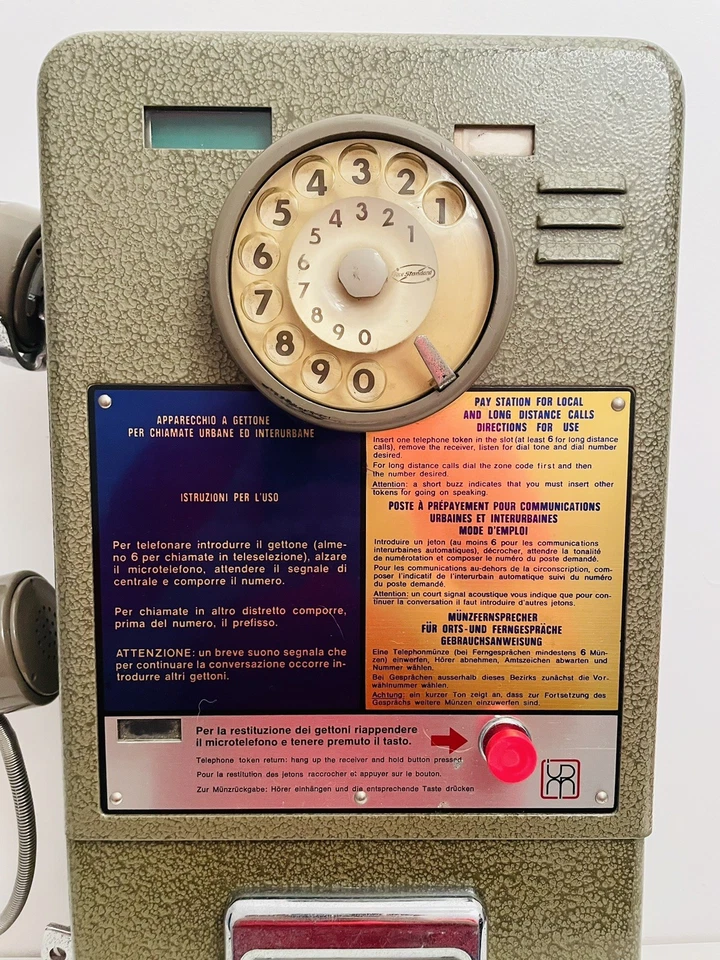 1
2
3
4
5
6
7
8
9
0
1
2
3
4
5
6
7
8
9
0
Standard
APPARECCHIO A GETTONE
PER CHIAMATE URBANE ED INTERURBANE
ISTRUZIONI PER L'USO
Per telefonare introdurre il gettone (alme-
no 6 per chiamate in teleselezione), alzare
il microtelefono, attendere il segnale di
centrale e comporre il numero.
Per chiamate in altro distretto comporre,
prima del numero, il prefisso.
ATTENZIONE: un breve suono segnala che
per continuare la conversazione occorre in-
trodurre altri gettoni.
PAY STATION FOR LOCAL
AND LONG DISTANCE CALLS
DIRECTIONS FOR USE
Insert one telephone token in the slot (at least 6 for long distance
calls), remove the receiver, listen for dial tone and dial number
desired.
For long distance calls dial the zone code first and then
the number desired.
Attention: a short buzz indicates that you must insert other
tokens for going on speaking.
POSTE À PRÉPAYEMENT POUR COMMUNICATIONS
URBAINES ET INTERURBAINES
MODE D'EMPLOI
Introduire un jeton (au moins 6 pour les communications
interurbaines automatiques), décrocher, attendre la tonalité
de numérotation et composer le numéro du poste demandé.
Pour les communications au-dehors de la circonscription, com-
poser l'indicatif de l'interurbain automatique suivi du numéro
du poste demandé.
Attention: un court signal acoustique vous indique que pour con-
tinuer la conversation il faut introduire d'autres jetons.
MÜNZFERNSPRECHER
FÜR ORTS-UND FERNGESPRÄCHE
GEBRAUCHSANWEISUNG
Eine Telephonmünze (bei Ferngesprächen mindestens 6 Mün-
zen) einwerfen, Hörer abnehmen, Amtszeichen abwarten und
Nummer wählen.
Bei Gesprächen ausserhalb dieses Bezirks zunächst die Vor-
wählnummer wählen.
Achtung: ein kurzer Ton zeigt an, dass zur Fortsetzung des
Gesprächs weitere Münzen einzuwerfen sind.
Per la restituzione dei gettoni riappendere
il microtelefono e tenere premuto il tasto.
Telephone token return: hang up the receiver and hold button pressed
Pour la restitution des jetons raccrocher et appuyer sur le bouton.
Zur Münzrückgabe: Hörer einhängen und die entsprechende Taste drücken